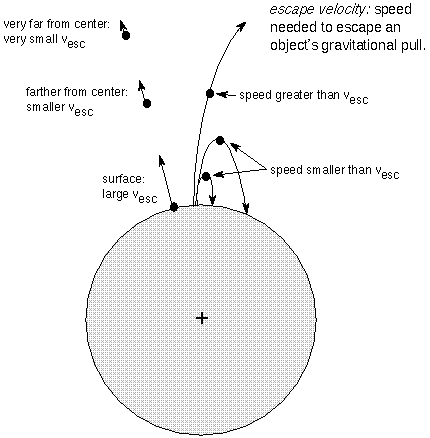 very far from center:
very small vesc
escape velocity: speed
needed to escape an
object's gravitational pull.
farther from center:
smaller vesc
speed greater than vesc
speed smaller than vesc
surface:
large vesc